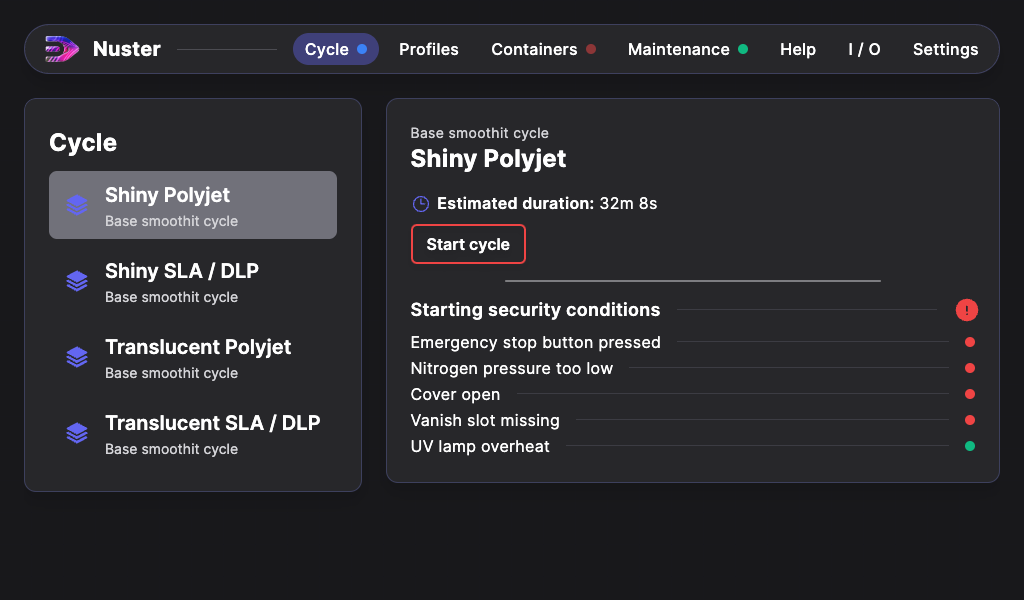 Nuster
Cycle
Profiles
Containers
Maintenance
Help
I / O
Settings
Cycle
Shiny Polyjet
Base smoothit cycle
Shiny SLA / DLP
Base smoothit cycle
Translucent Polyjet
Base smoothit cycle
Translucent SLA / DLP
Base smoothit cycle
Base smoothit cycle
Shiny Polyjet
Estimated duration: 32m 8s
Start cycle
Starting security conditions
Emergency stop button pressed
Nitrogen pressure too low
Cover open
Vanish slot missing
UV lamp overheat